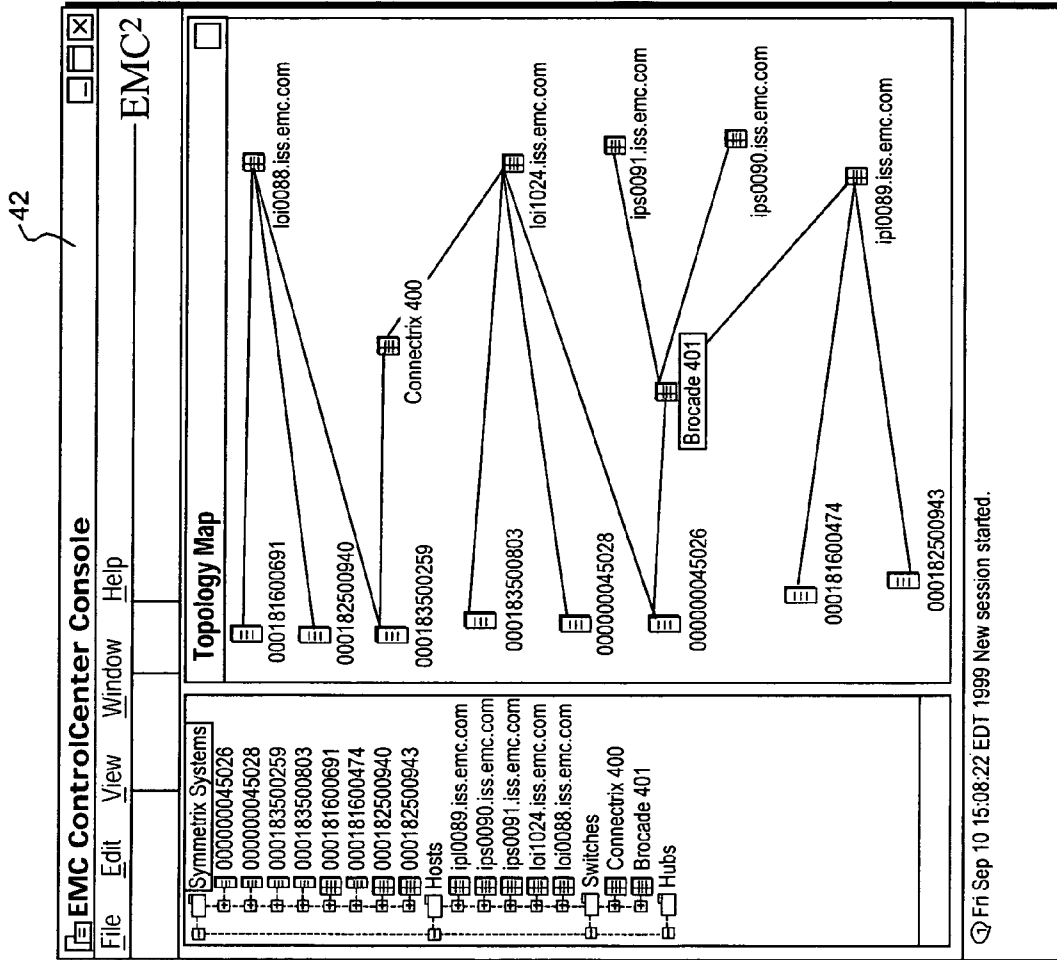 42
EMC ControlCenter Console
File Edit View Window Help
EMC2
Symmetrix Systems
000000045026
000000045028
000183500259
000183500803
000181600691
000181600474
000182500940
000182500943
Hosts
ipl0089.iss.emc.com
ips0090.iss.emc.com
ips0091.iss.emc.com
loi1024.iss.emc.com
loi0088.iss.emc.com
Switches
Connectrix 400
Brocade 401
Hubs
Topology Map
000181600691
loi0088.iss.emc.com
000182500940
000183500259
Connectrix 400
loi1024.iss.emc.com
000183500803
000000045028
ips0091.iss.emc.com
000000045026
Brocade 401
ips0090.iss.emc.com
000181600474
ipl0089.iss.emc.com
000182500943
Fri Sep 10 15:08:22 EDT 1999 New session started.